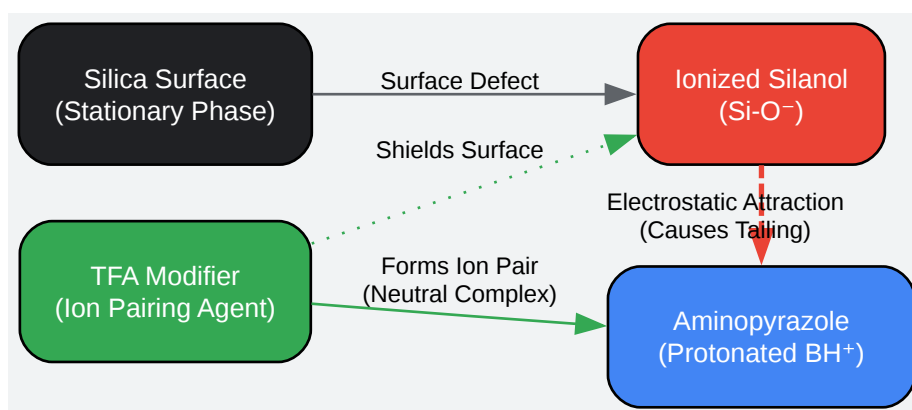 Silica Surface
(Stationary Phase)
Surface Defect
Ionized Silanol
(Si-O⁻)
Shields Surface
Electrostatic Attraction
(Causes Tailing)
TFA Modifier
(Ion Pairing Agent)
Forms Ion Pair
(Neutral Complex)
Aminopyrazole
(Protonated BH⁺)